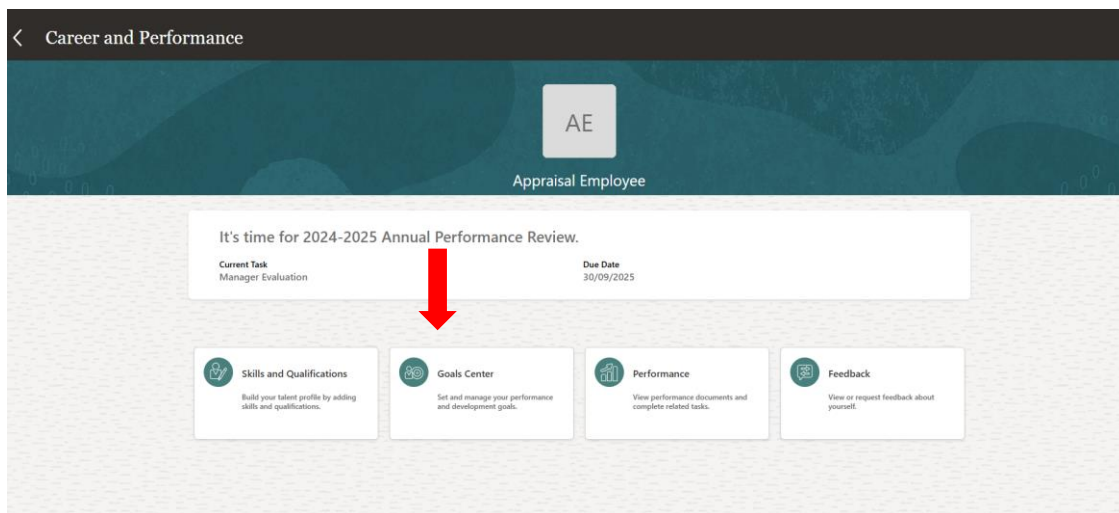 Career and Performance
AE
Appraisal Employee
It's time for 2024-2025 Annual Performance Review.
Current Task
Manager Evaluation
Due Date
30/09/2025
Skills and Qualifications
Build your talent profile by adding
skills and qualifications.
Goals Center
Set and manage your performance
and development goals.
Performance
View performance documents and
complete related tasks.
Feedback
View or request feedback about
yourself.